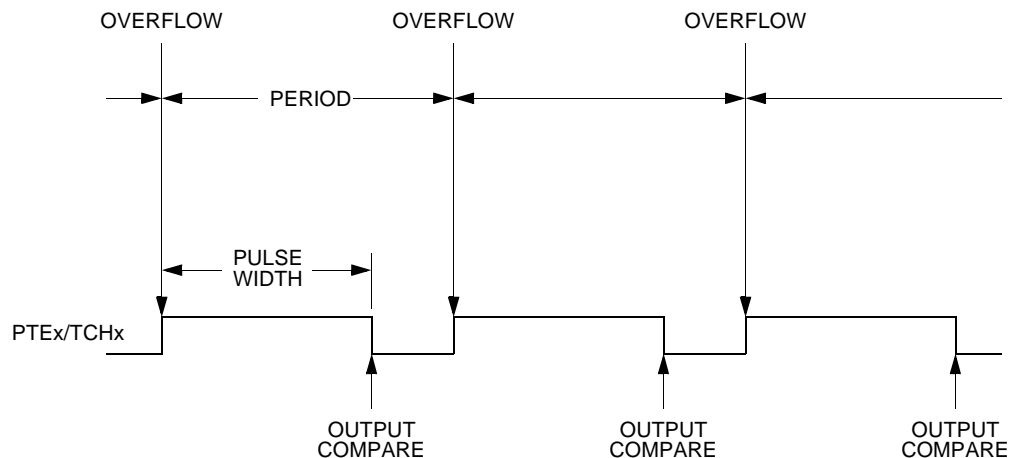 OVERFLOW OVERFLOW OVERFLOW
PERIOD
PULSE
WIDTH
PTEx/TCHx
OUTPUT
COMPARE
OUTPUT
COMPARE
OUTPUT
COMPARE